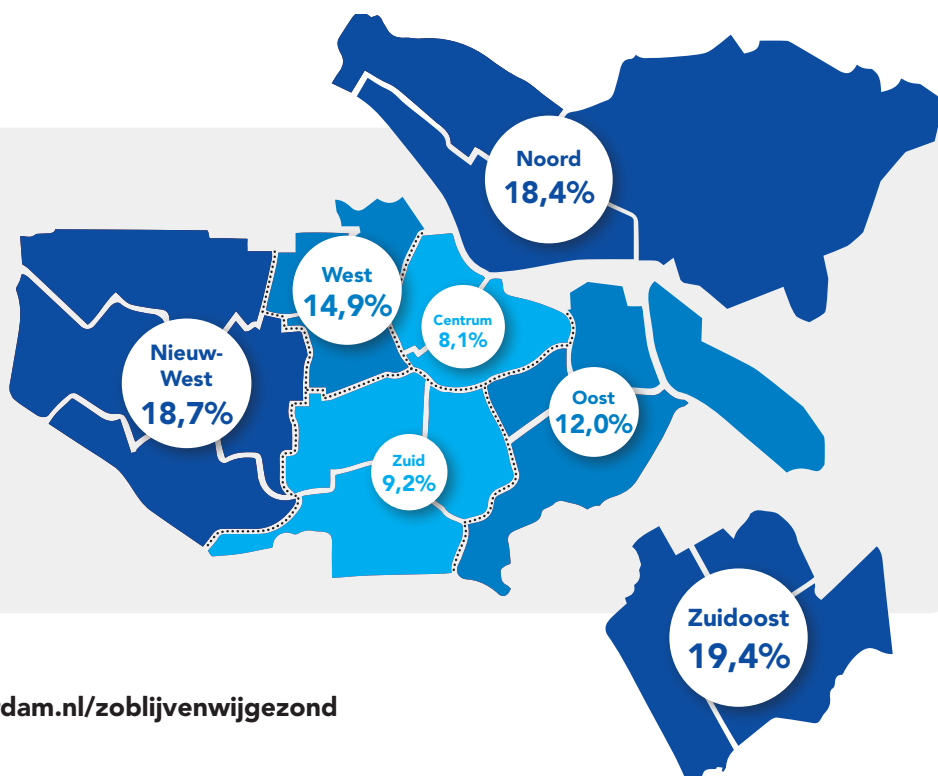 Noord
18,4%
West
14,9%
Centrum
8,1%
Nieuw-
West
18,7%
Oost
12,0%
Zuid
9,2%
Zuidoost
19,4%
rdam.nl/zoblijvenwijgezond